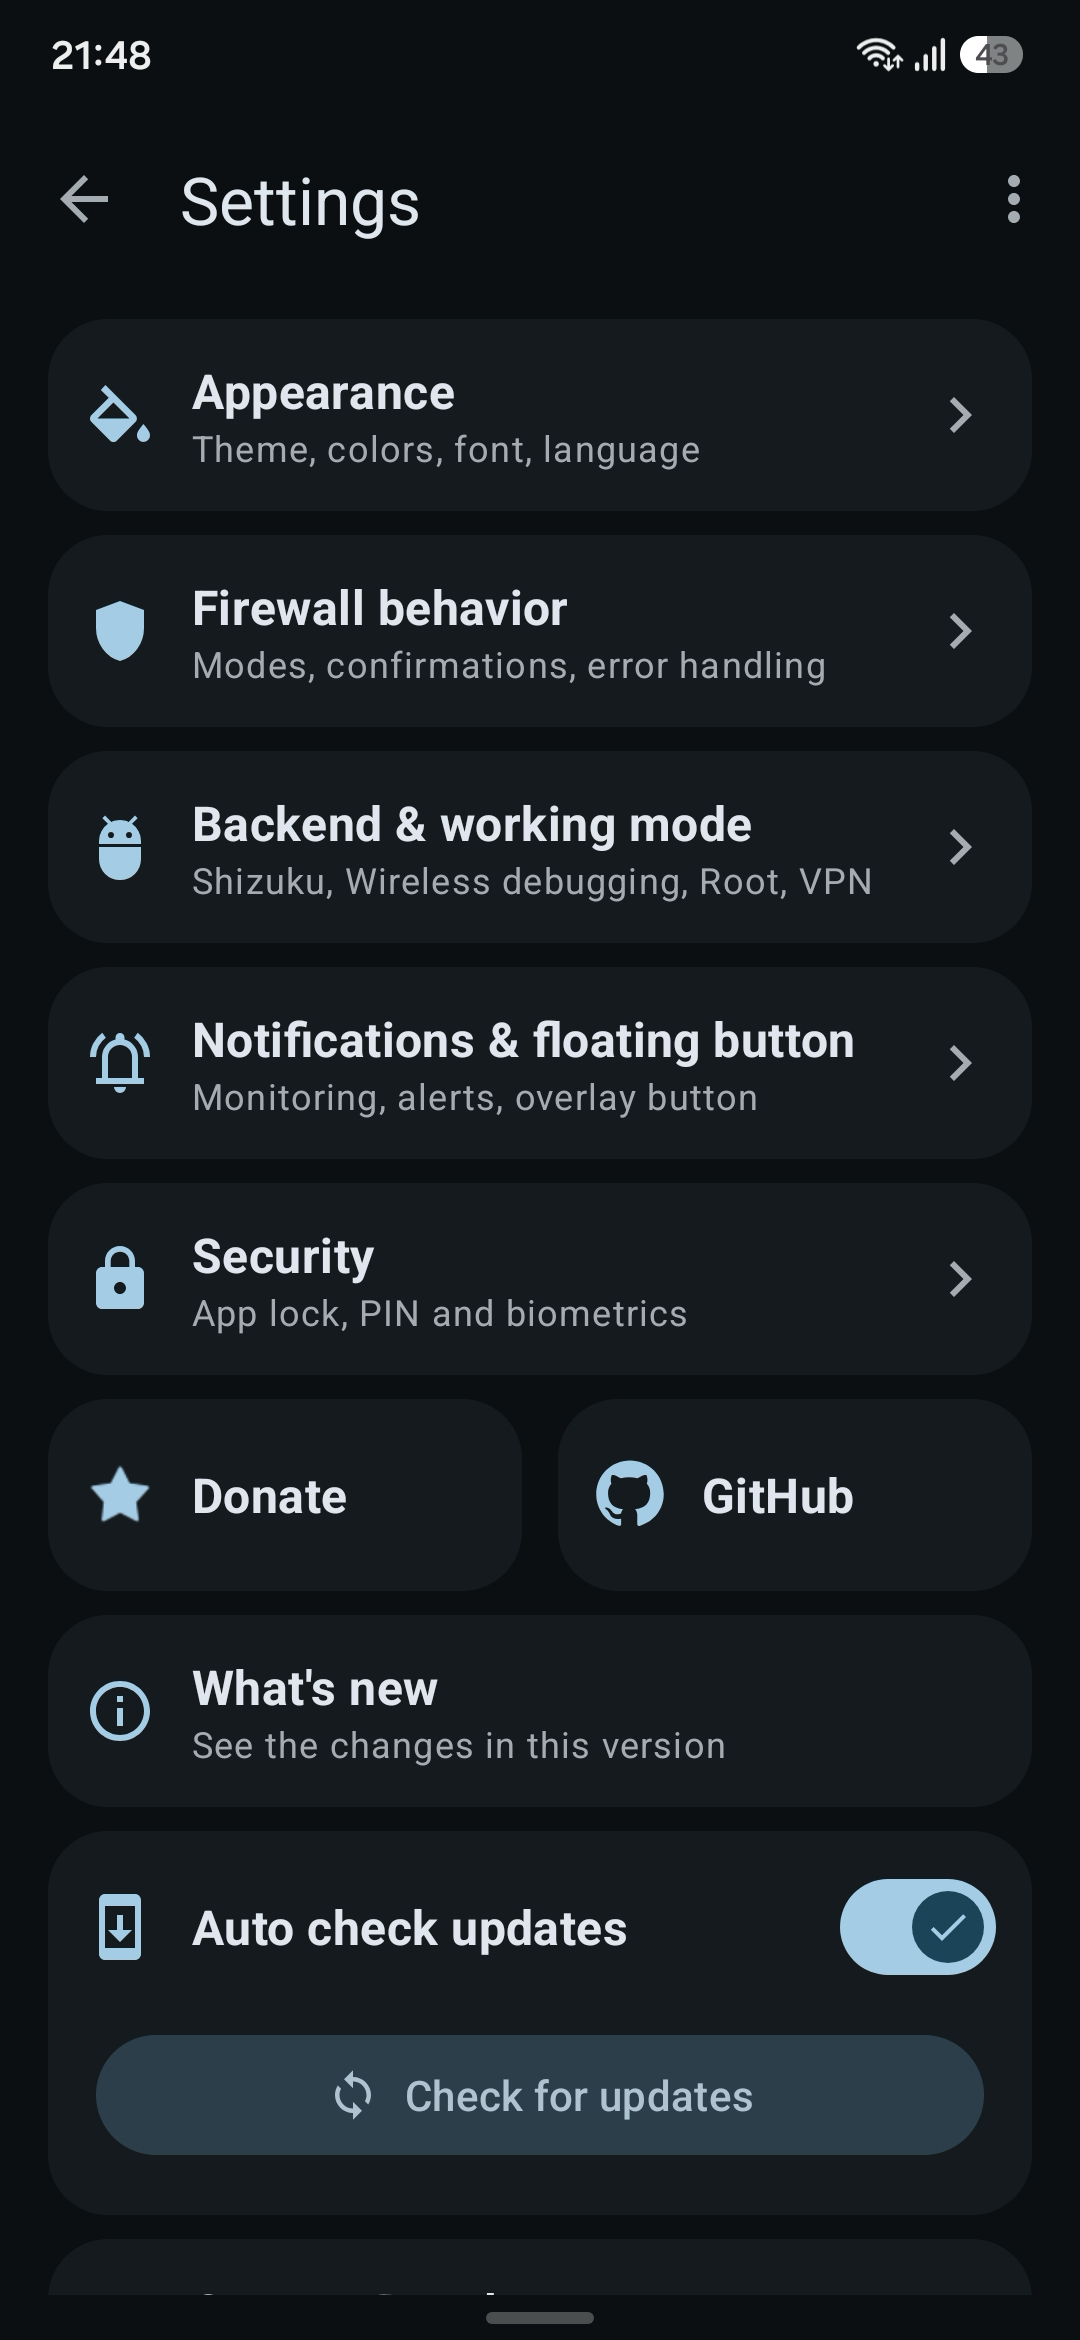 21:48
43
Settings
Appearance
Theme, colors, font, language
Firewall behavior
Modes, confirmations, error handling
Backend & working mode
Shizuku, Wireless debugging, Root, VPN
Notifications & floating button
Monitoring, alerts, overlay button
Security
App lock, PIN and biometrics
Donate
GitHub
What's new
See the changes in this version
Auto check updates
Check for updates